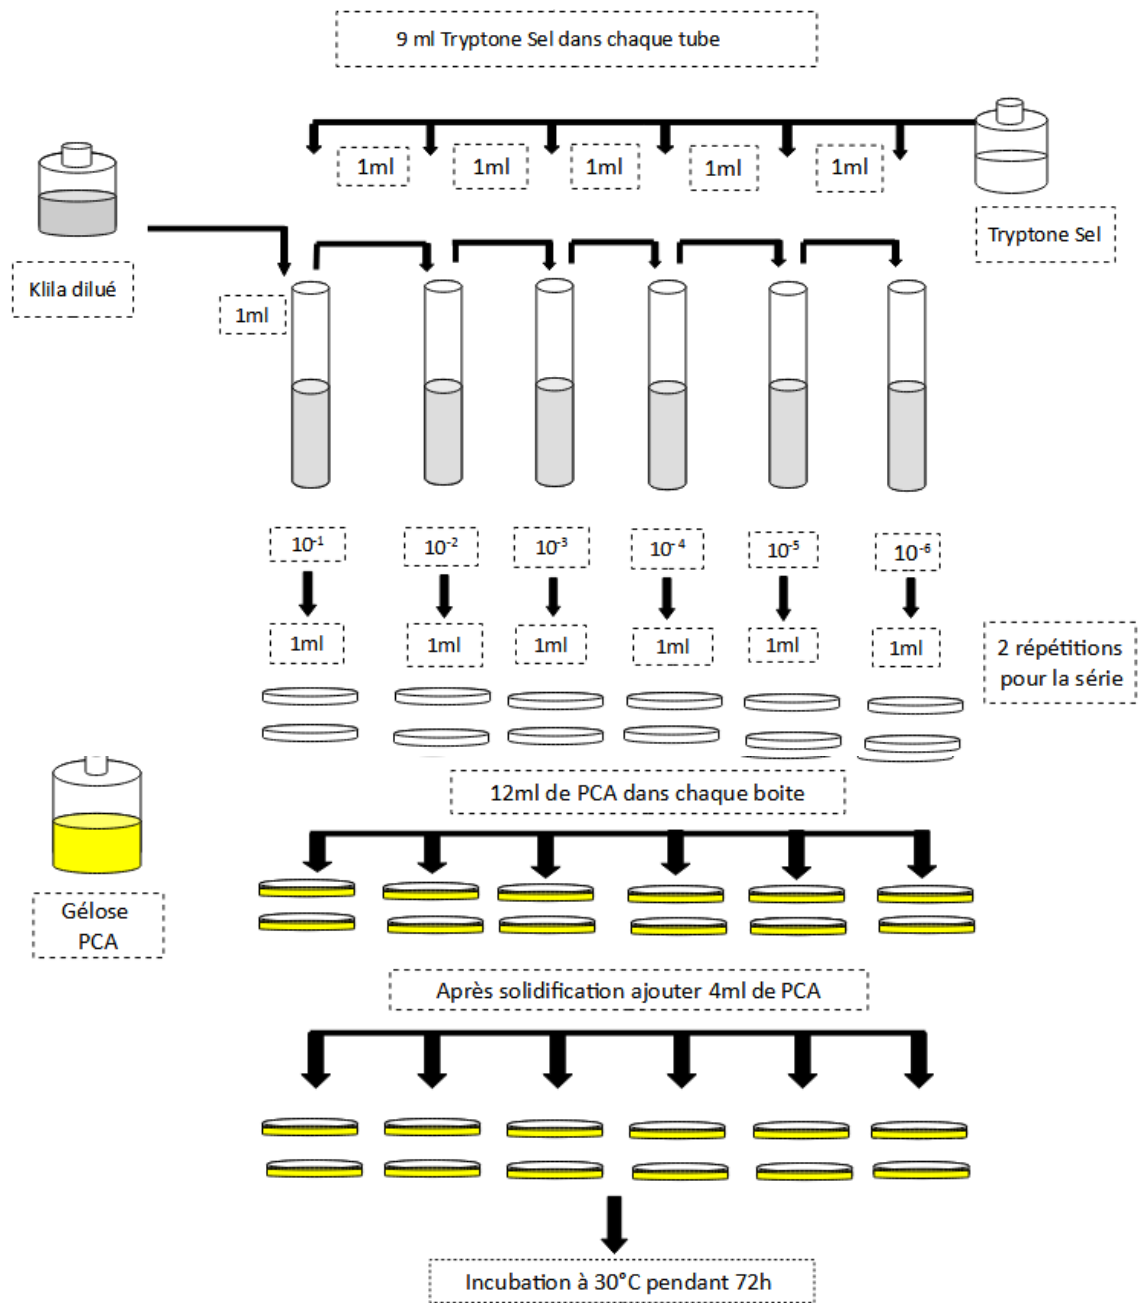 9 ml Tryptone Sel dans chaque tube
1ml
1ml
1ml
1ml
1ml
Tryptone Sel
Klila dilué
1ml
10⁻¹
10⁻²
10⁻³
10⁻⁴
10⁻⁵
10⁻⁶
1ml
1ml
1ml
1ml
1ml
1ml
2 répétitions
pour la série
12ml de PCA dans chaque boite
Gélose
PCA
Après solidification ajouter 4ml de PCA
Incubation à 30°C pendant 72h